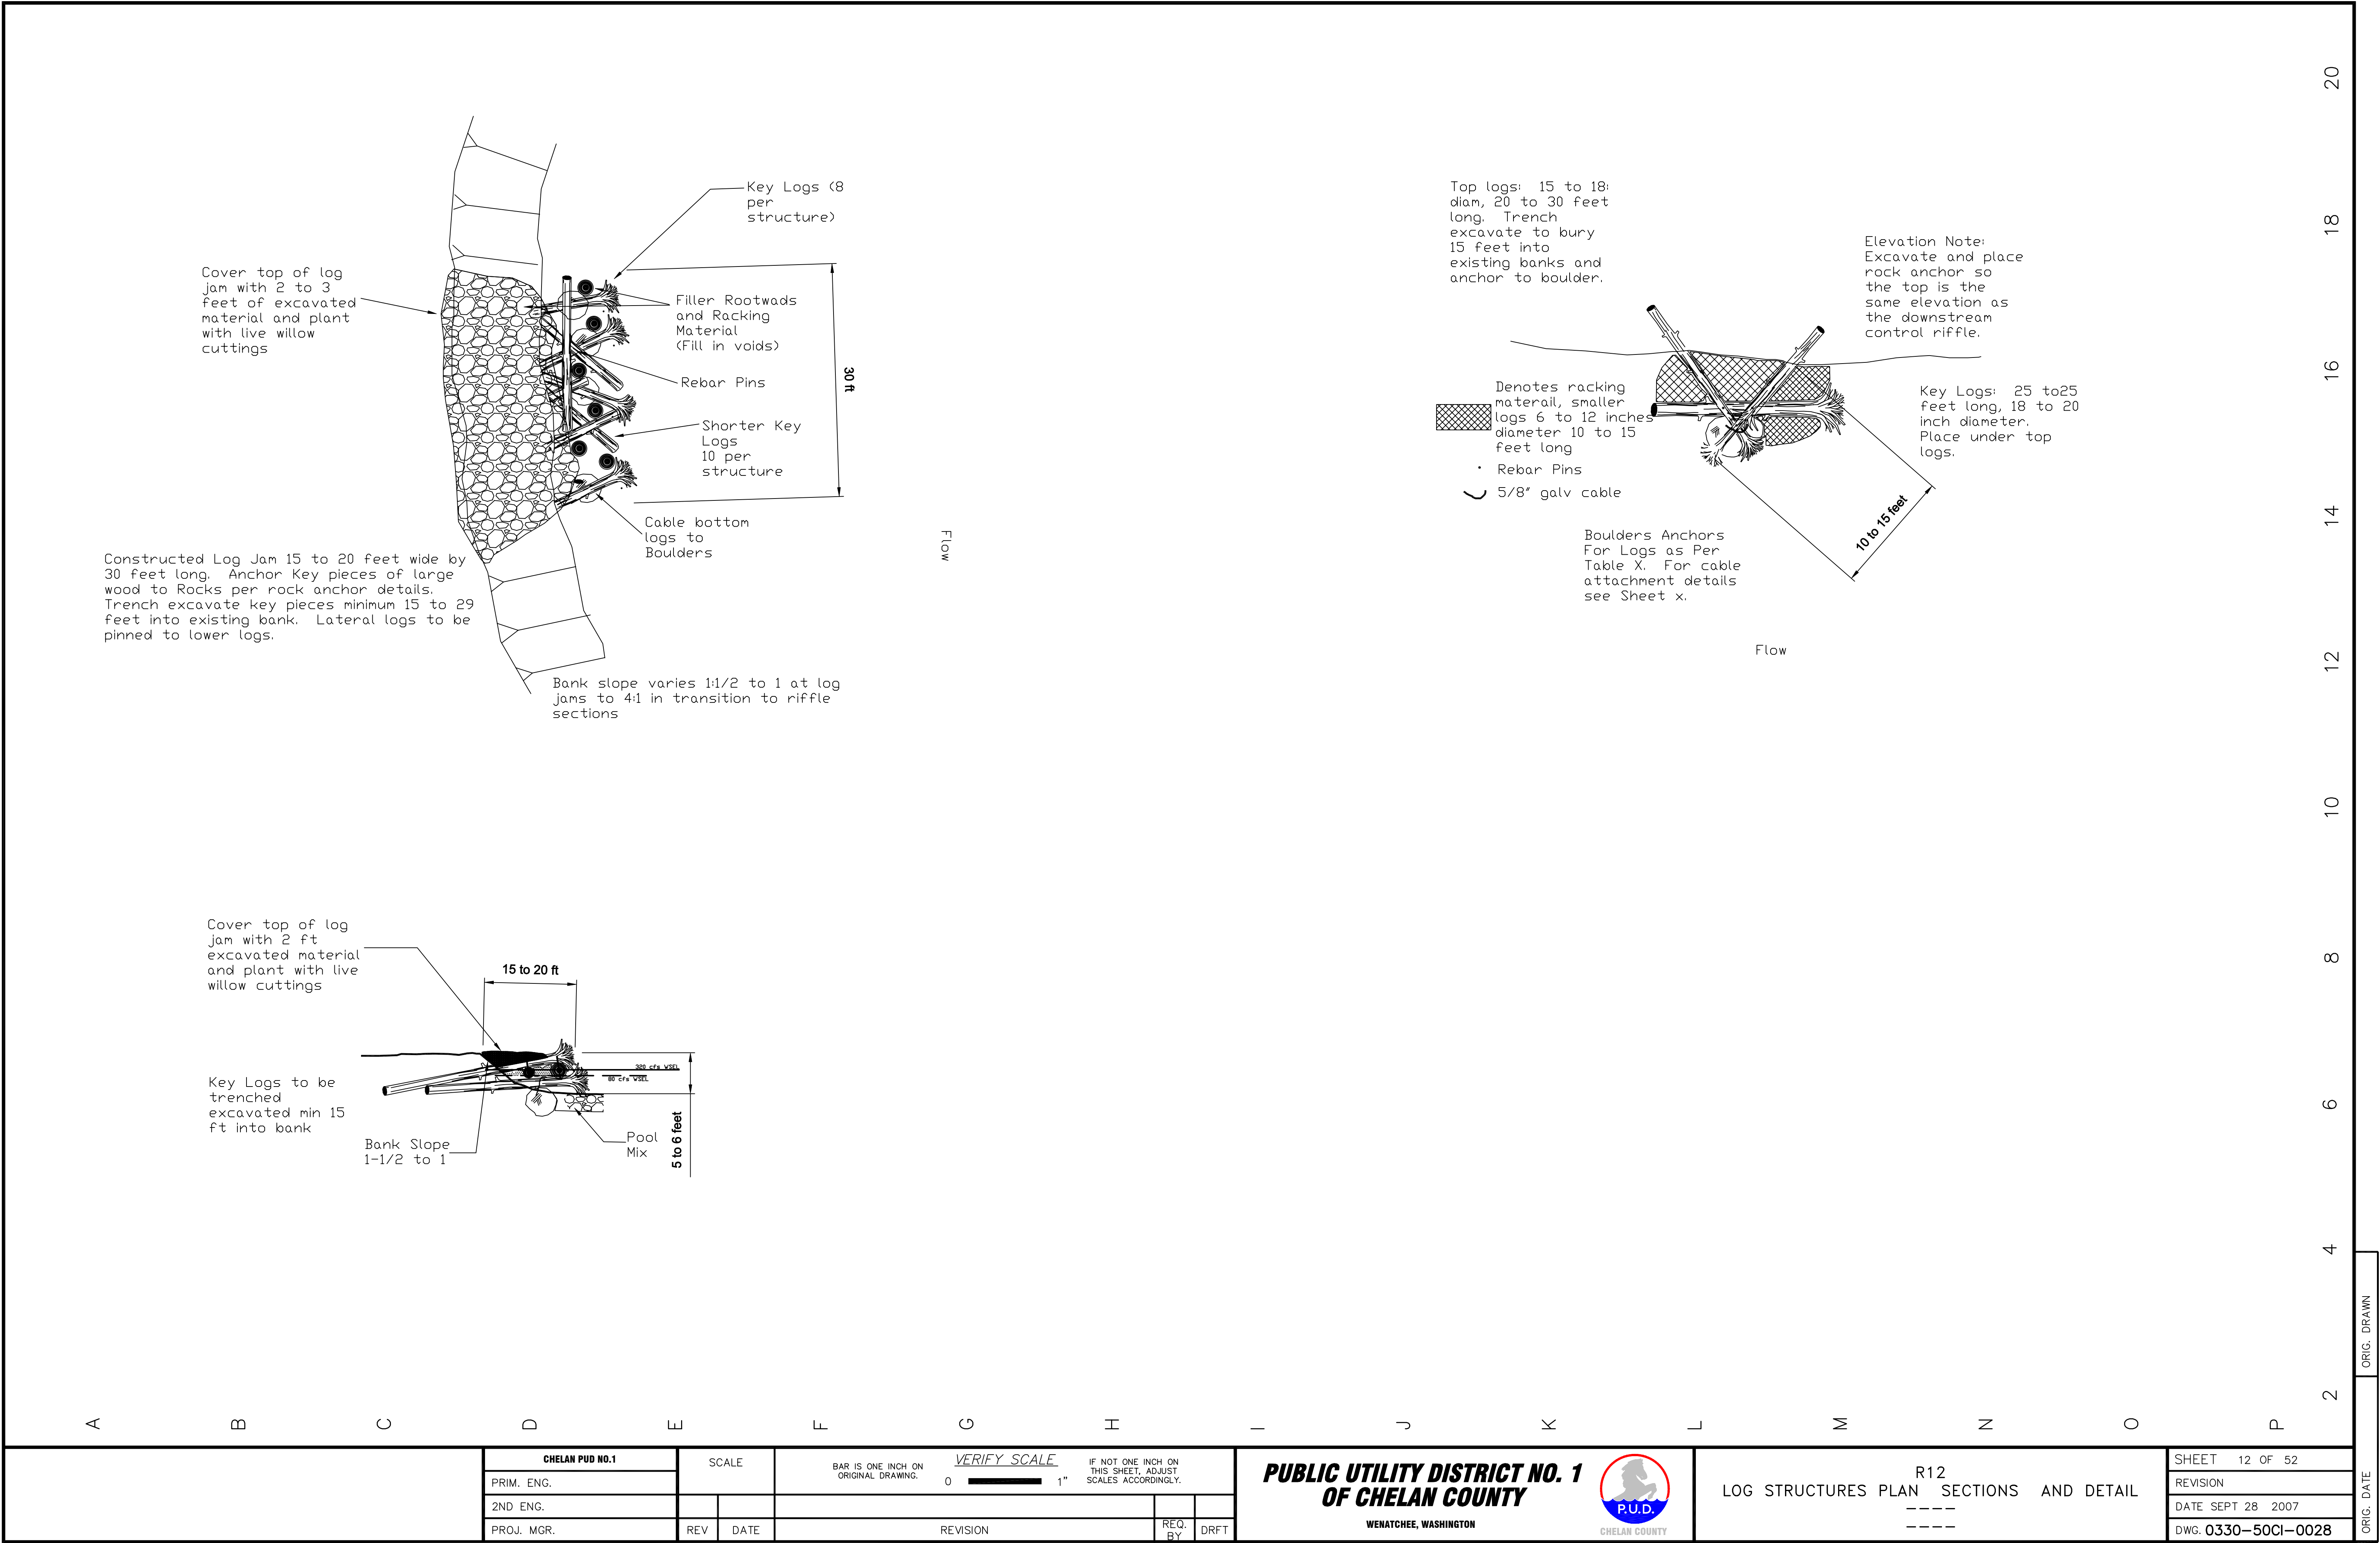 Key Logs (8
per
structure)
Cover top of log
jam with 2 to 3
feet of excavated
material and plant
with live willow
cuttings
Filler Rootwads
and Racking
Material
(Fill in voids)
30 ft
Rebar Pins
Shorter Key
Logs
10 per
structure
Cable bottom
logs to
Boulders
Flow
Constructed Log Jam 15 to 20 feet wide by
30 feet long. Anchor Key pieces of large
wood to Rocks per rock anchor details.
Trench excavate key pieces minimum 15 to 29
feet into existing bank. Lateral logs to be
pinned to lower logs.
Bank slope varies 1:1/2 to 1 at log
jams to 4:1 in transition to riffle
sections
Top logs: 15 to 18:
diam, 20 to 30 feet
long. Trench
excavate to bury
15 feet into
existing banks and
anchor to boulder.
Elevation Note:
Excavate and place
rock anchor so
the top is the
same elevation as
the downstream
control riffle.
Denotes racking
materail, smaller
logs 6 to 12 inches
diameter 10 to 15
feet long
Rebar Pins
5/8" galv cable
Key Logs: 25 to25
feet long, 18 to 20
inch diameter.
Place under top
logs.
10 to 15 feet
Boulders Anchors
For Logs as Per
Table X. For cable
attachment details
see Sheet x.
Flow
Cover top of log
jam with 2 ft
excavated material
and plant with live
willow cuttings
15 to 20 ft
320 cfs WSEL
80 cfs WSEL
Key Logs to be
trenched
excavated min 15
ft into bank
Bank Slope
1-1/2 to 1
Pool
Mix
5 to 6 feet
20
18
16
14
12
10
8
6
4
2
A B C D E F G H I J K L M N O P
ORIG. DRAWN
ORIG. DATE
CHELAN PUD NO.1
PRIM. ENG.
2ND ENG.
PROJ. MGR.
SCALE
BAR IS ONE INCH ON
ORIGINAL DRAWING.
VERIFY SCALE
0 1"
IF NOT ONE INCH ON
THIS SHEET, ADJUST
SCALES ACCORDINGLY.
REV DATE REVISION REQ. BY DRFT
PUBLIC UTILITY DISTRICT NO. 1
OF CHELAN COUNTY
WENATCHEE, WASHINGTON
P.U.D.
CHELAN COUNTY
R12
LOG STRUCTURES PLAN SECTIONS AND DETAIL
----
----
SHEET 12 OF 52
REVISION
DATE SEPT 28 2007
DWG. 0330-50CI-0028